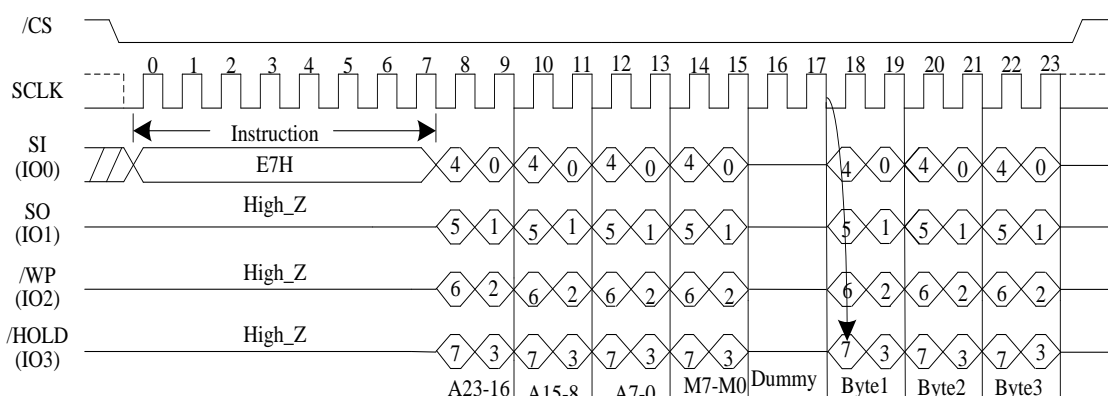 /CS
0 1 2 3 4 5 6 7 8 9 10 11 12 13 14 15 16 17 18 19 20 21 22 23
SCLK
Instruction
SI
(IO0)
E7H
4 0 4 0 4 0 4 0 4 0 4 0 4 0
High_Z
SO
(IO1)
5 1 5 1 5 1 5 1 5 1 5 1 5 1
High_Z
/WP
(IO2)
6 2 6 2 6 2 6 2 6 2 6 2 6 2
High_Z
/HOLD
(IO3)
7 3 7 3 7 3 7 3 7 3 7 3 7 3
A23-16 A15-8 A7-0 M7-M0 Dummy Byte1 Byte2 Byte3